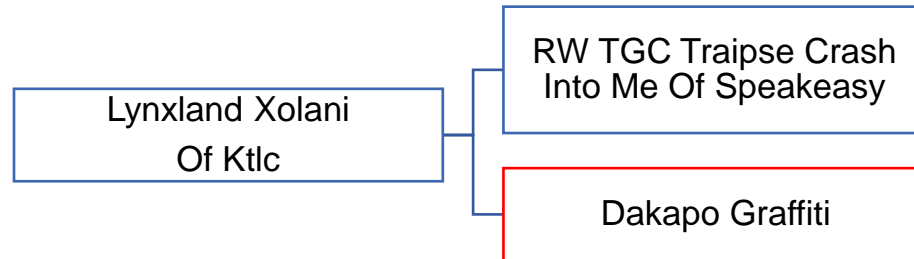 Lynxland Xolani
Of Ktlc
RW TGC Traipse Crash
Into Me Of Speakeasy
Dakapo Graffiti